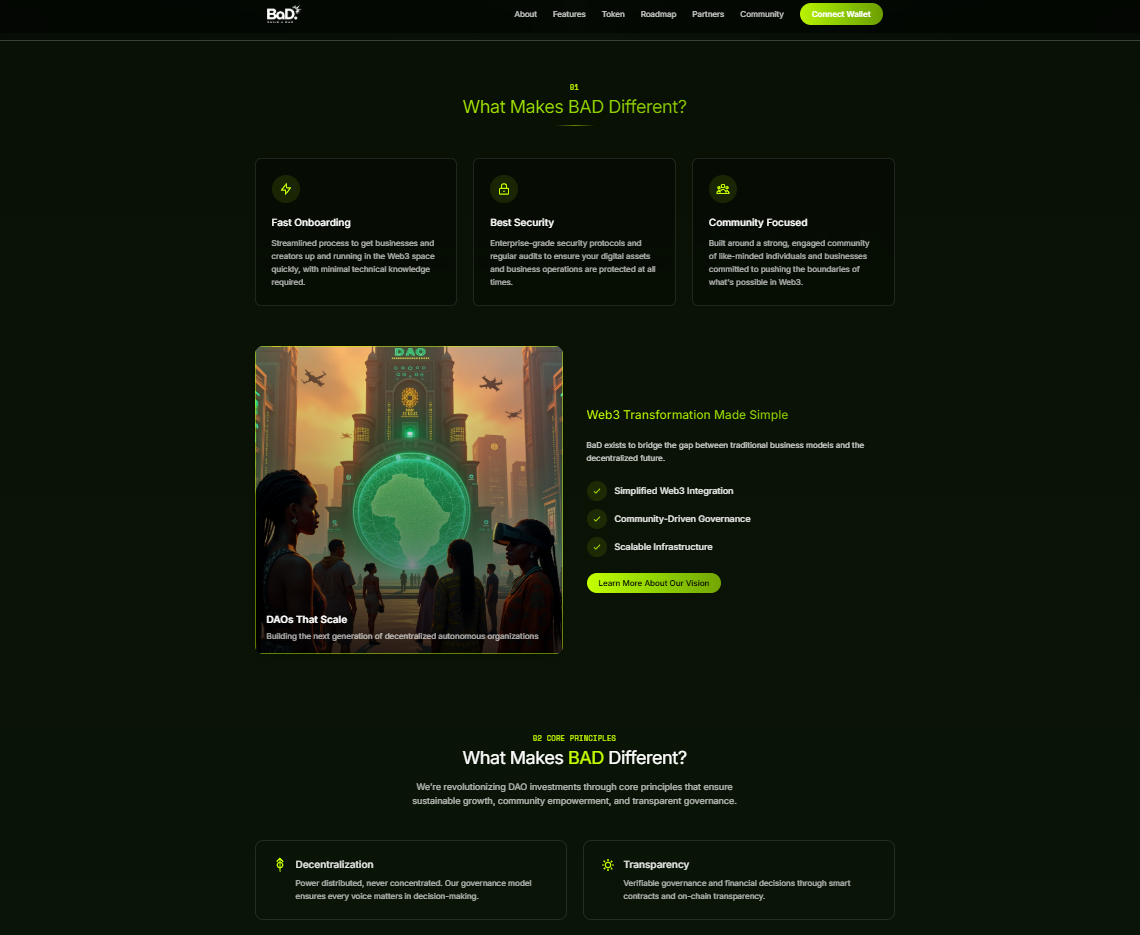 BaD.
About Features Token Roadmap Partners Community Connect Wallet
01
What Makes BAD Different?
Fast Onboarding
Streamlined process to get businesses and
creators up and running in the Web3 space
quickly, with minimal technical knowledge
required.
Best Security
Enterprise-grade security protocols and
regular audits to ensure your digital assets
and business operations are protected at all
times.
Community Focused
Built around a strong, engaged community
of like-minded individuals and businesses
committed to pushing the boundaries of
what's possible in Web3.
DAO
DAOs That Scale
Building the next generation of decentralized autonomous organizations
Web3 Transformation Made Simple
BaD exists to bridge the gap between traditional business models and the
decentralized future.
Simplified Web3 Integration
Community-Driven Governance
Scalable Infrastructure
Learn More About Our Vision
02 CORE PRINCIPLES
What Makes BAD Different?
We're revolutionizing DAO investments through core principles that ensure
sustainable growth, community empowerment, and transparent governance.
Decentralization
Power distributed, never concentrated. Our governance model
ensures every voice matters in decision-making.
Transparency
Verifiable governance and financial decisions through smart
contracts and on-chain transparency.